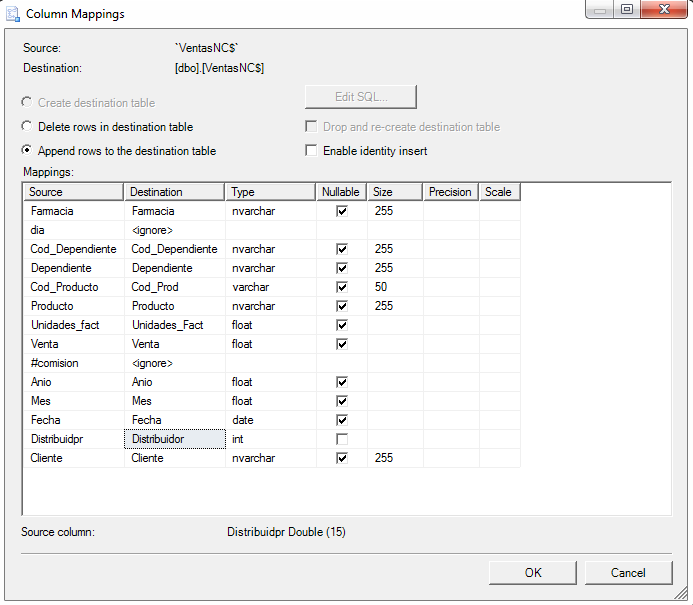 Column Mappings
Source: `VentasNC$`
Destination: [dbo].[VentasNC$]
Create destination table Edit SQL...
Delete rows in destination table Drop and re-create destination table
Append rows to the destination table Enable identity insert
Mappings:
Source Destination Type Nullable Size Precision Scale
Farmacia Farmacia nvarchar 255
dia <ignore>
Cod_Dependiente Cod_Dependiente nvarchar 255
Dependiente Dependiente nvarchar 255
Cod_Producto Cod_Prod varchar 50
Producto Producto nvarchar 255
Unidades_fact Unidades_Fact float
Venta Venta float
#comision <ignore>
Anio Anio float
Mes Mes float
Fecha Fecha date
Distribuidpr Distribuidor int
Cliente Cliente nvarchar 255
Source column: Distribuidpr Double (15)
OK Cancel